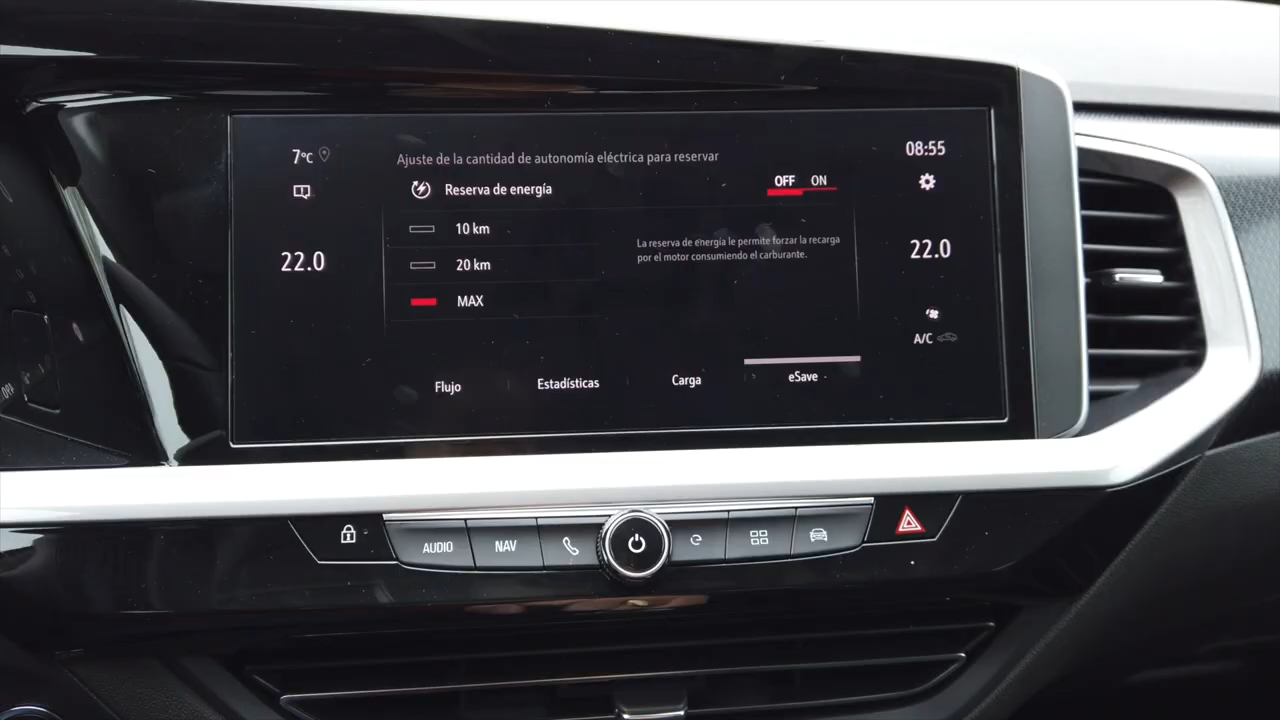 7°C
08:55
Ajuste de la cantidad de autonomía eléctrica para reservar
Reserva de energía
OFF ON
10 km
20 km
MAX
La reserva de energía le permite forzar la recarga
por el motor consumiendo el carburante.
22.0
22.0
A/C
Flujo
Estadísticas
Carga
eSave
AUDIO
NAV